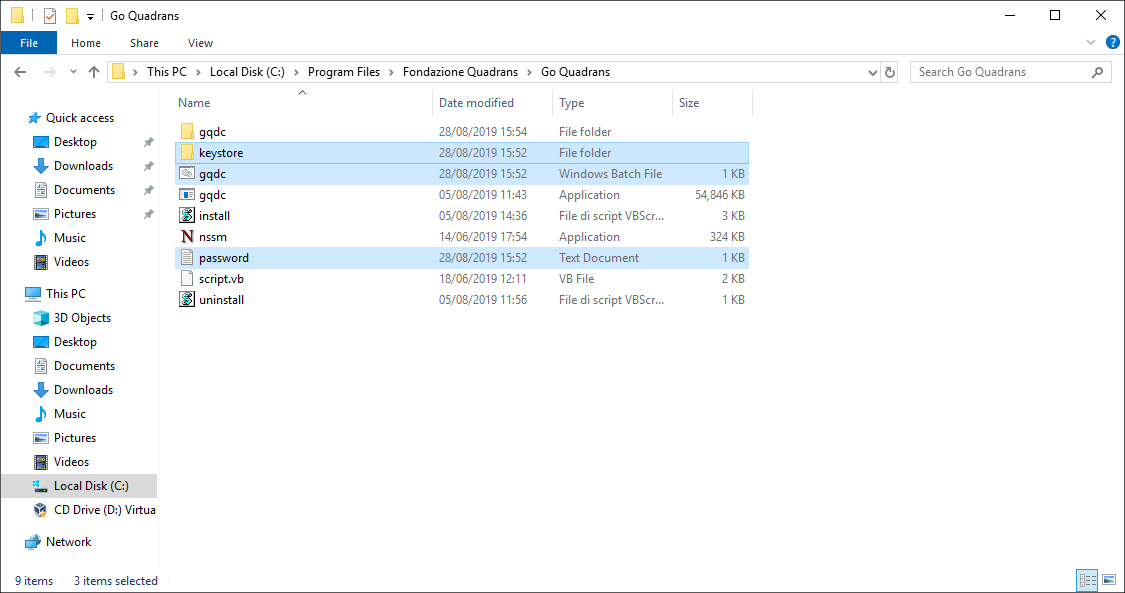 Go Quadrans
File Home Share View
This PC Local Disk (C:) Program Files Fondazione Quadrans Go Quadrans
Search Go Quadrans
Quick access
Desktop
Downloads
Documents
Pictures
Music
Videos
This PC
3D Objects
Desktop
Documents
Downloads
Music
Pictures
Videos
Local Disk (C:)
CD Drive (D:) Virtua
Network
Name Date modified Type Size
gqdc 28/08/2019 15:54 File folder
keystore 28/08/2019 15:52 File folder
gqdc 28/08/2019 15:52 Windows Batch File 1 KB
gqdc 05/08/2019 11:43 Application 54,846 KB
install 05/08/2019 14:36 File di script VBScr... 3 KB
nssm 14/06/2019 17:54 Application 324 KB
password 28/08/2019 15:52 Text Document 1 KB
script.vb 18/06/2019 12:11 VB File 2 KB
uninstall 05/08/2019 11:56 File di script VBScr... 1 KB
9 items 3 items selected